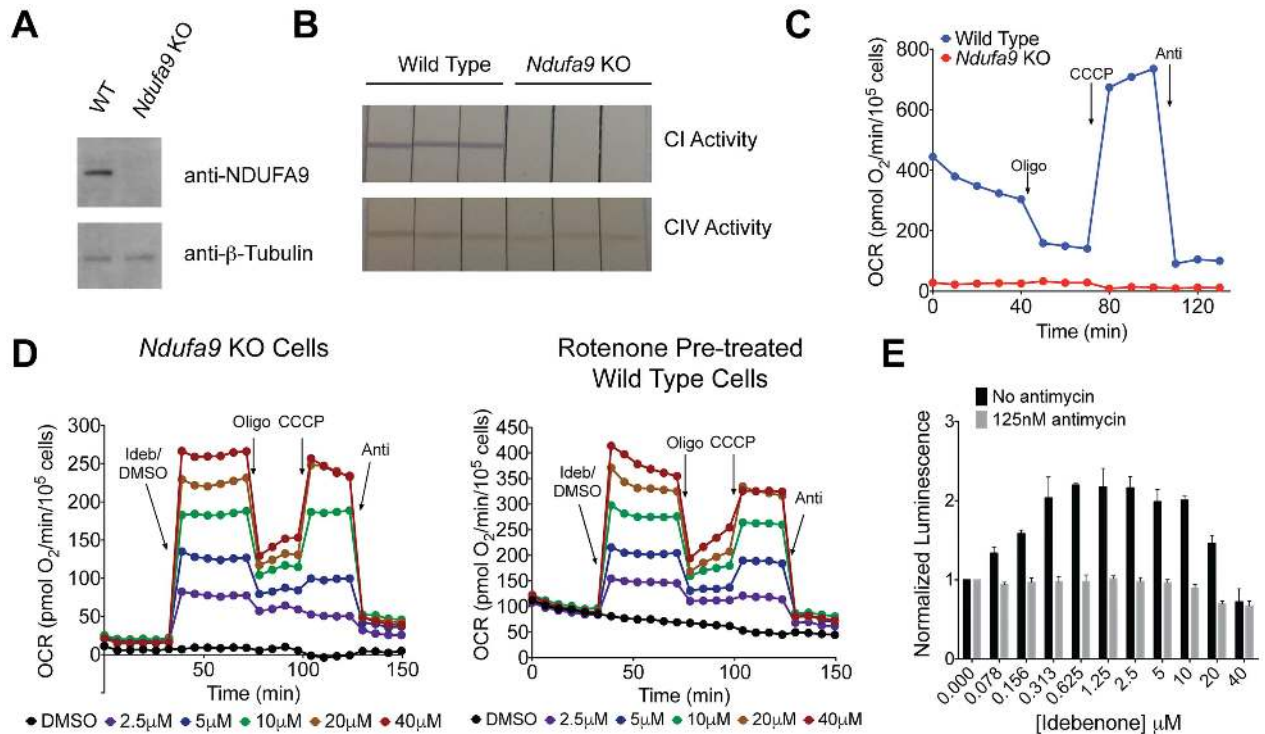 A
WT
Ndufa9 KO
anti-NDUFA9
anti-β-Tubulin
B
Wild Type
Ndufa9 KO
CI Activity
CIV Activity
C
Wild Type
Ndufa9 KO
CCCP
Anti
Oligo
OCR (pmol O2/min/10⁵ cells)
800
600
400
200
0
0
40
80
120
Time (min)
D
Ndufa9 KO Cells
Ideb/
DMSO
Oligo
CCCP
Anti
OCR (pmol O2/min/10⁵ cells)
300
250
200
150
100
50
0
50
100
150
Time (min)
DMSO 2.5μM 5μM 10μM 20μM 40μM
Rotenone Pre-treated
Wild Type Cells
Ideb/
DMSO
Oligo
CCCP
Anti
OCR (pmol O2/min/10⁵ cells)
450
400
350
300
250
200
150
100
50
0
0
50
100
150
Time (min)
DMSO 2.5μM 5μM 10μM 20μM 40μM
E
No antimycin
125nM antimycin
Normalized Luminescence
3
2
1
0
0.000
0.078
0.156
0.313
0.625
1.25
2.5
5
10
20
40
[Idebenone] μM